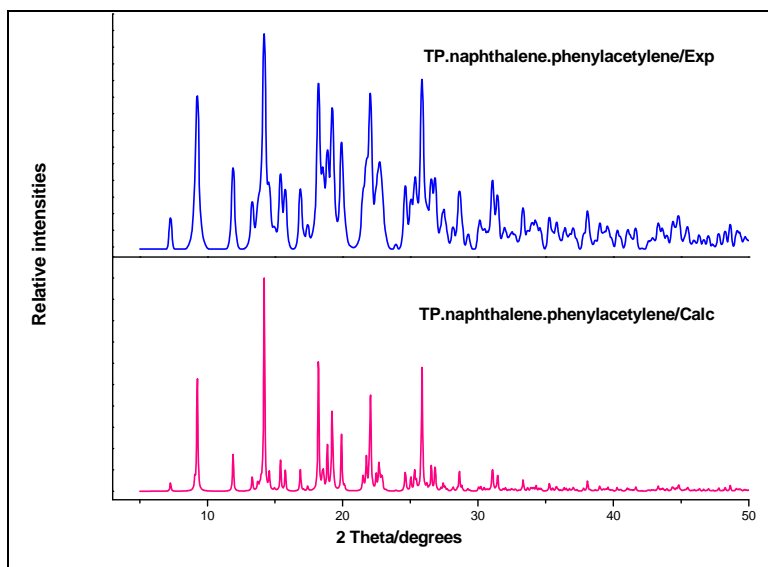 TP.naphthalene.phenylacetylene/Exp
Relative intensities
TP.naphthalene.phenylacetylene/Calc
10
20
30
40
50
2 Theta/degrees